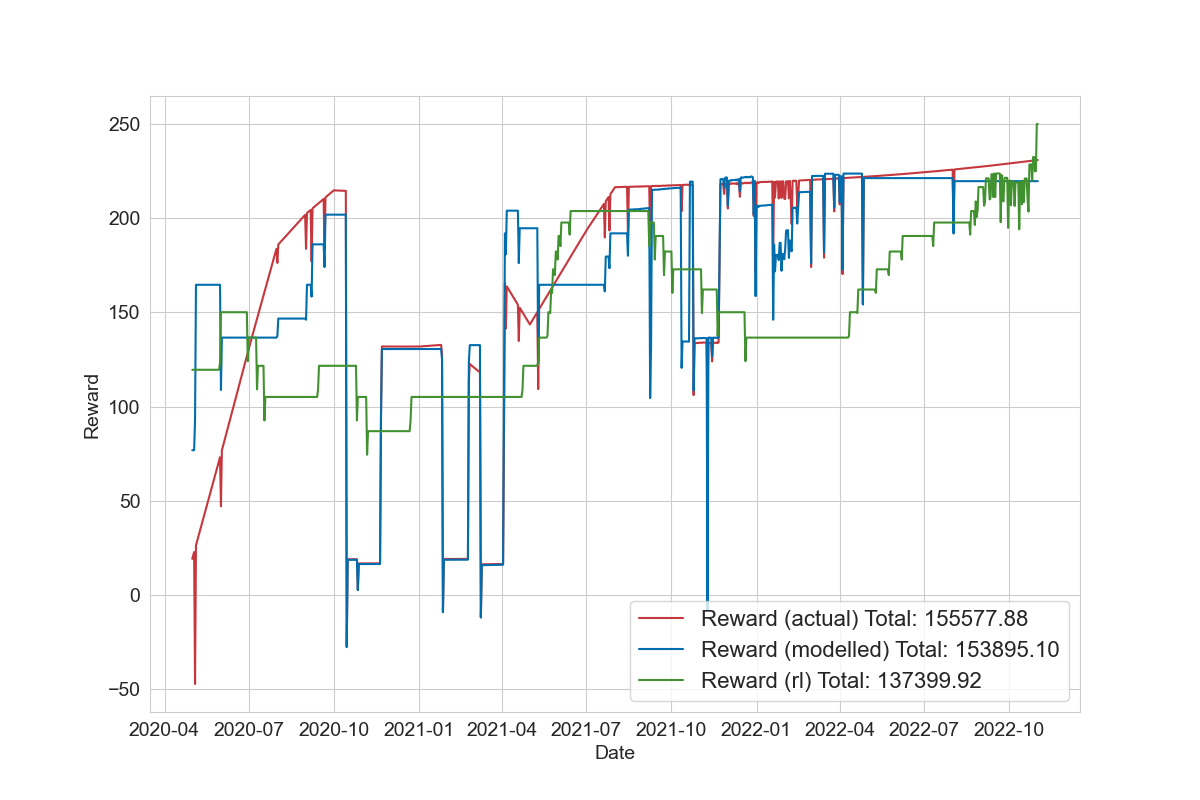 250
200
150
100
50
0
−50
Reward
Reward (actual) Total: 155577.88
Reward (modelled) Total: 153895.10
Reward (rl) Total: 137399.92
2020-04 2020-07 2020-10 2021-01 2021-04 2021-07 2021-10 2022-01 2022-04 2022-07 2022-10
Date